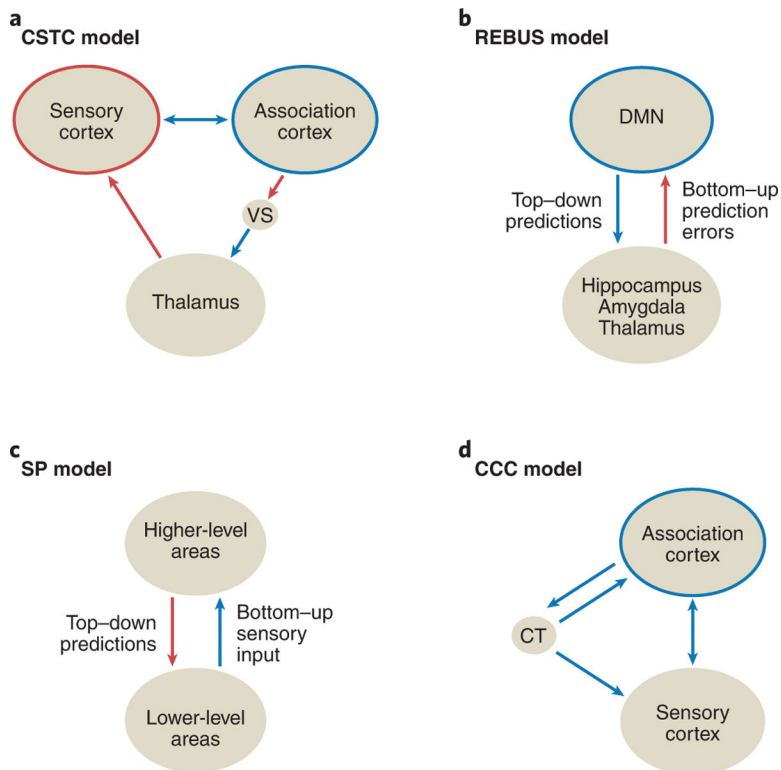 a
CSTC model
Sensory
cortex
Association
cortex
VS
Thalamus
b
REBUS model
DMN
Top–down
predictions
Bottom–up
prediction
errors
Hippocampus
Amygdala
Thalamus
c
SP model
Higher-level
areas
Top–down
predictions
Bottom–up
sensory
input
Lower-level
areas
d
CCC model
Association
cortex
CT
Sensory
cortex